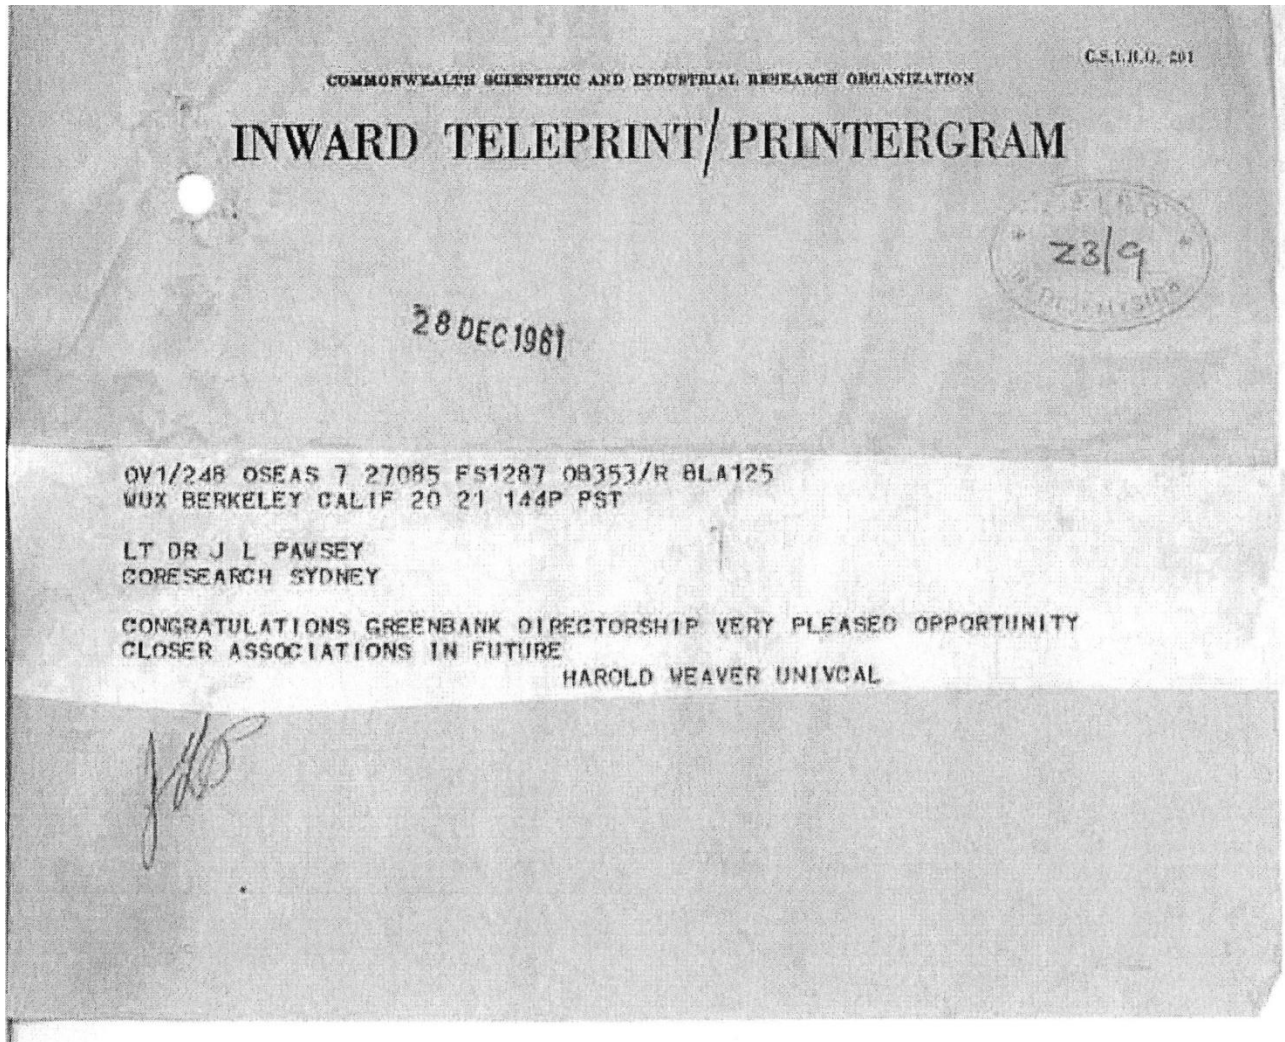 C.S.I.R.O. 201
COMMONWEALTH SCIENTIFIC AND INDUSTRIAL RESEARCH ORGANIZATION
INWARD TELEPRINT/PRINTERGRAM
23/9
28 DEC 1961
OV1/248 OSEAS 7 27085 FS1287 OB353/R BLA125
WUX BERKELEY CALIF 20 21 144P PST
LT DR J L PAWSEY
CORESEARCH SYDNEY
CONGRATULATIONS GREENBANK DIRECTORSHIP VERY PLEASED OPPORTUNITY
CLOSER ASSOCIATIONS IN FUTURE
HAROLD WEAVER UNIVCAL
JLP